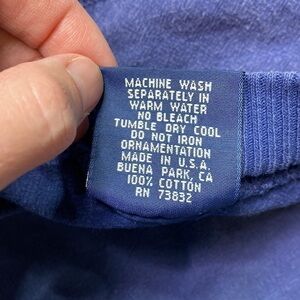 MACHINE WASH
SEPARATELY IN
WARM WATER
NO BLEACH
TUMBLE DRY COOL
DO NOT IRON
ORNAMENTATION
MADE IN U.S.A.
BUENA PARK, CA
100% COTTON
RN 73832